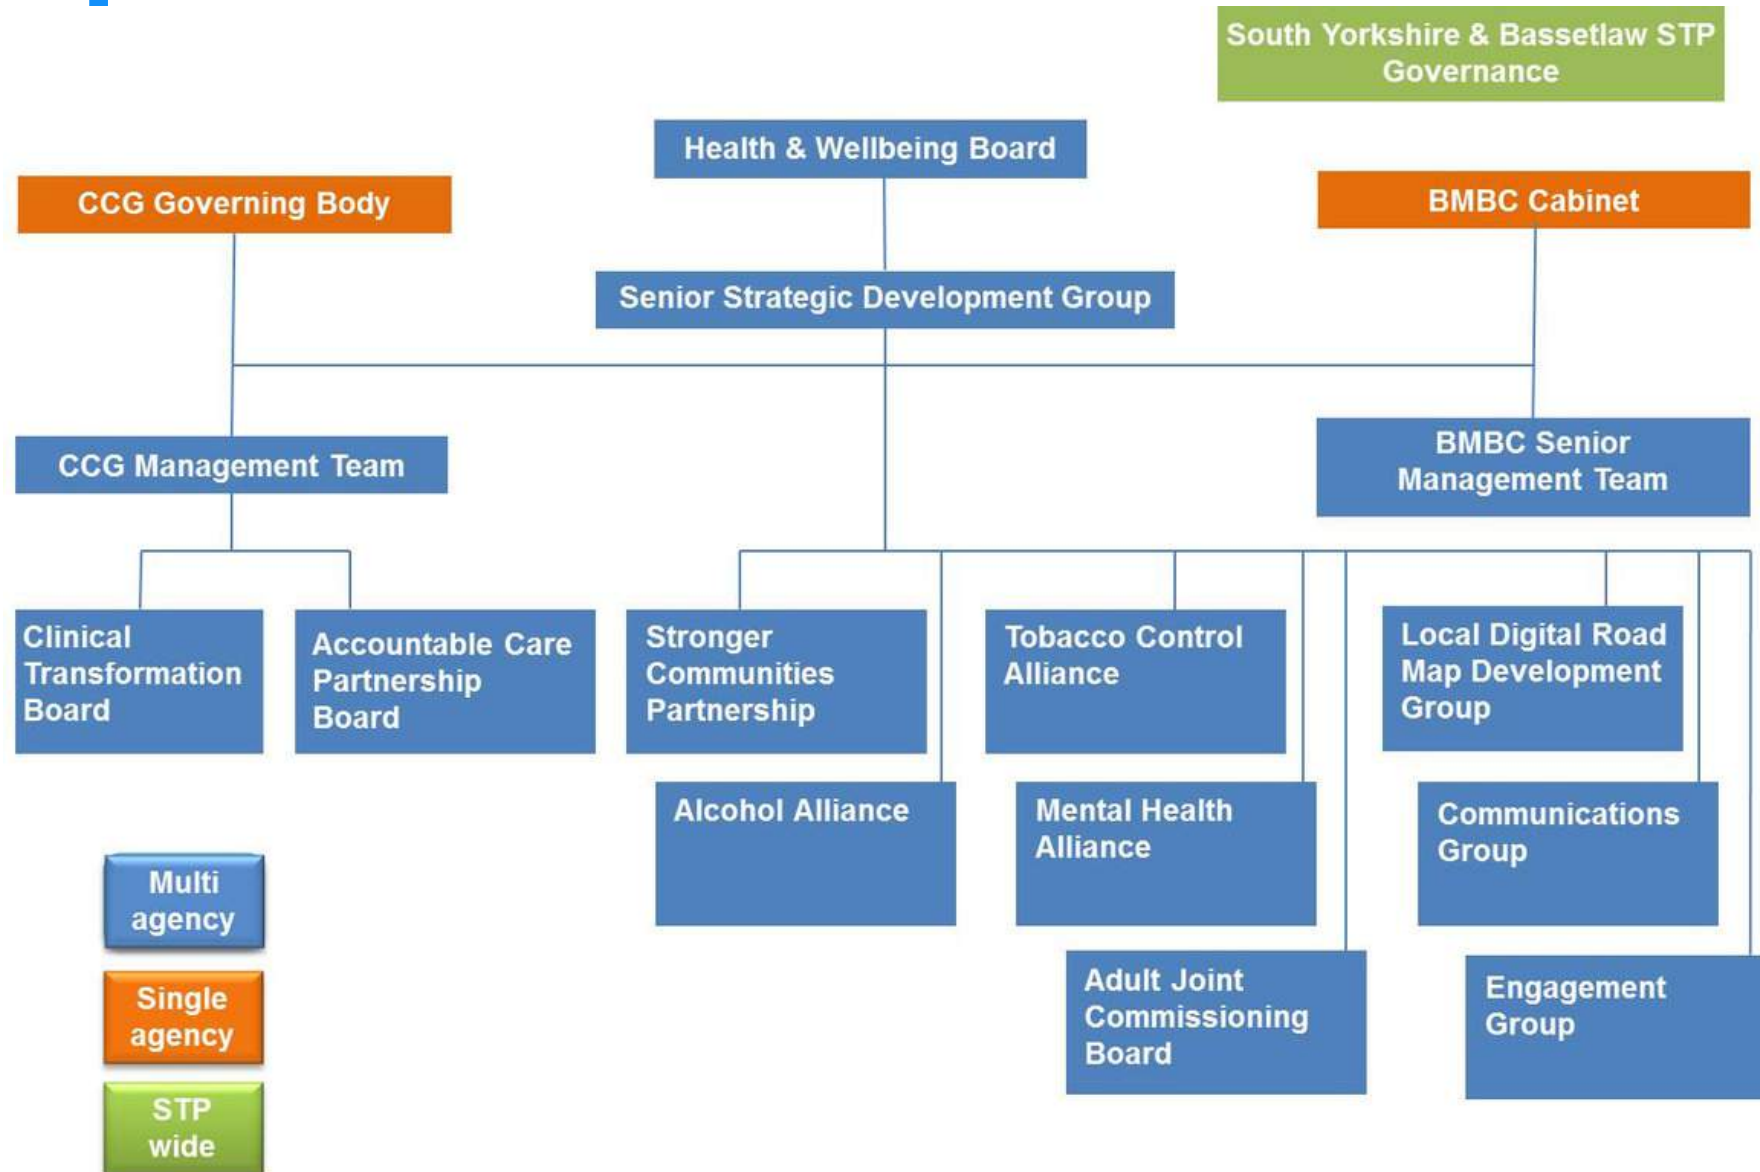 South Yorkshire & Bassetlaw STP
Governance
Health & Wellbeing Board
CCG Governing Body
BMBC Cabinet
Senior Strategic Development Group
CCG Management Team
BMBC Senior
Management Team
Clinical
Transformation
Board
Accountable Care
Partnership
Board
Stronger
Communities
Partnership
Tobacco Control
Alliance
Local Digital Road
Map Development
Group
Alcohol Alliance
Mental Health
Alliance
Communications
Group
Adult Joint
Commissioning
Board
Engagement
Group
Multi
agency
Single
agency
STP
wide